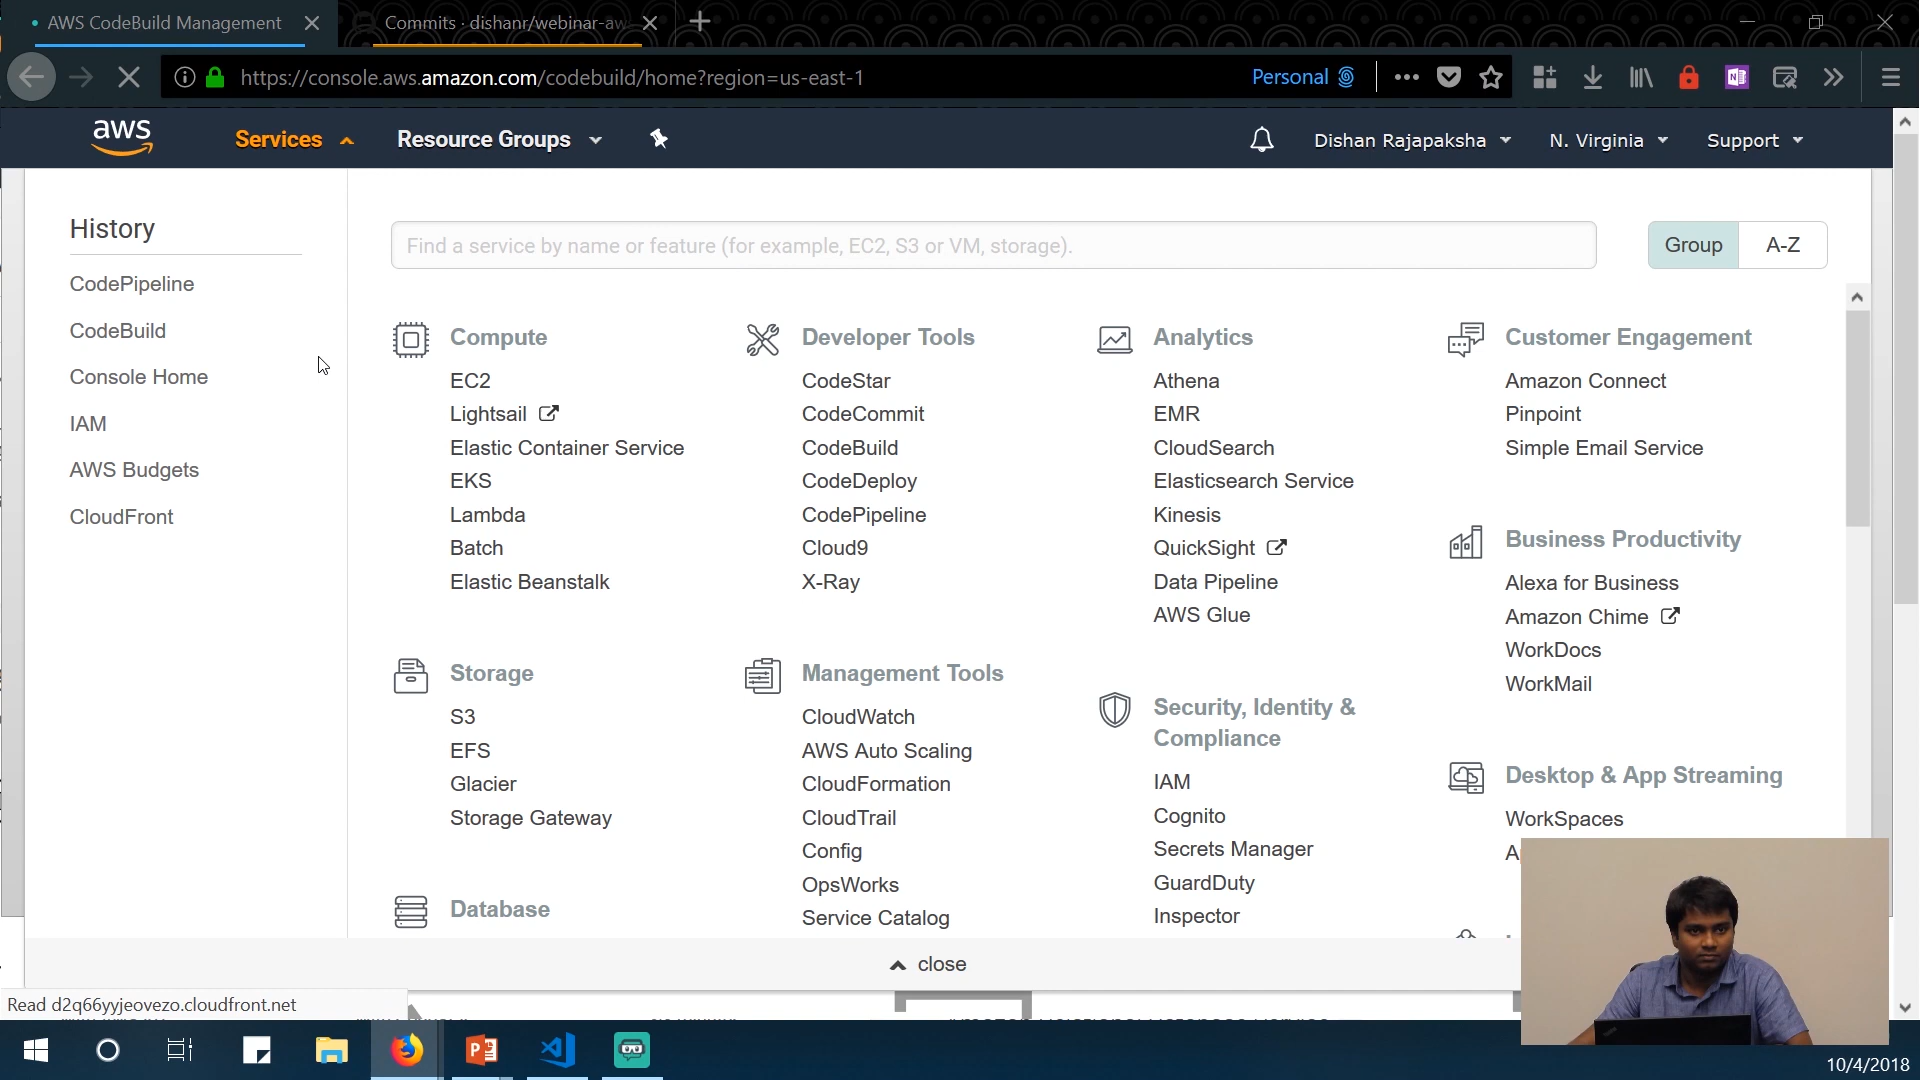 AWS CodeBuild Management
Commits · dishanr/webinar-aw
https://console.aws.amazon.com/codebuild/home?region=us-east-1
Personal
aws
Services
Resource Groups
Dishan Rajapaksha
N. Virginia
Support
History
CodePipeline
CodeBuild
Console Home
IAM
AWS Budgets
CloudFront
Find a service by name or feature (for example, EC2, S3 or VM, storage).
Group
A-Z
Compute
EC2
Lightsail
Elastic Container Service
EKS
Lambda
Batch
Elastic Beanstalk
Storage
S3
EFS
Glacier
Storage Gateway
Database
Developer Tools
CodeStar
CodeCommit
CodeBuild
CodeDeploy
CodePipeline
Cloud9
X-Ray
Management Tools
CloudWatch
AWS Auto Scaling
CloudFormation
CloudTrail
Config
OpsWorks
Service Catalog
Analytics
Athena
EMR
CloudSearch
Elasticsearch Service
Kinesis
QuickSight
Data Pipeline
AWS Glue
Security, Identity &
Compliance
IAM
Cognito
Secrets Manager
GuardDuty
Inspector
Customer Engagement
Amazon Connect
Pinpoint
Simple Email Service
Business Productivity
Alexa for Business
Amazon Chime
WorkDocs
WorkMail
Desktop & App Streaming
WorkSpaces
close
Read d2q66yyjeovezo.cloudfront.net
10/4/2018